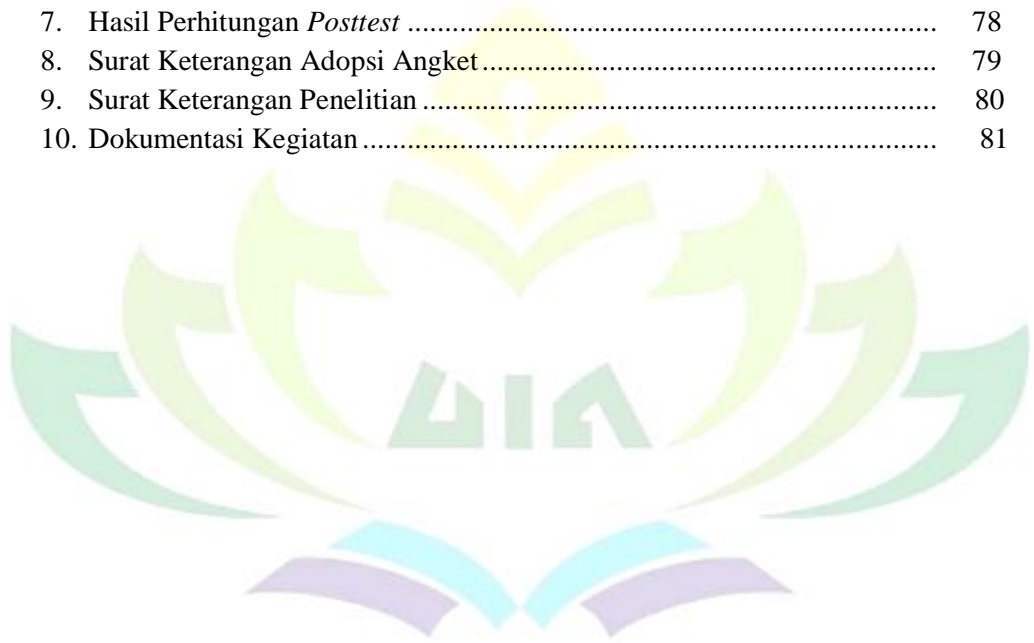 7. Hasil Perhitungan Posttest ........................................................................ 78
8. Surat Keterangan Adopsi Angket ............................................................. 79
9. Surat Keterangan Penelitian ..................................................................... 80
10. Dokumentasi Kegiatan ............................................................................. 81
UIN